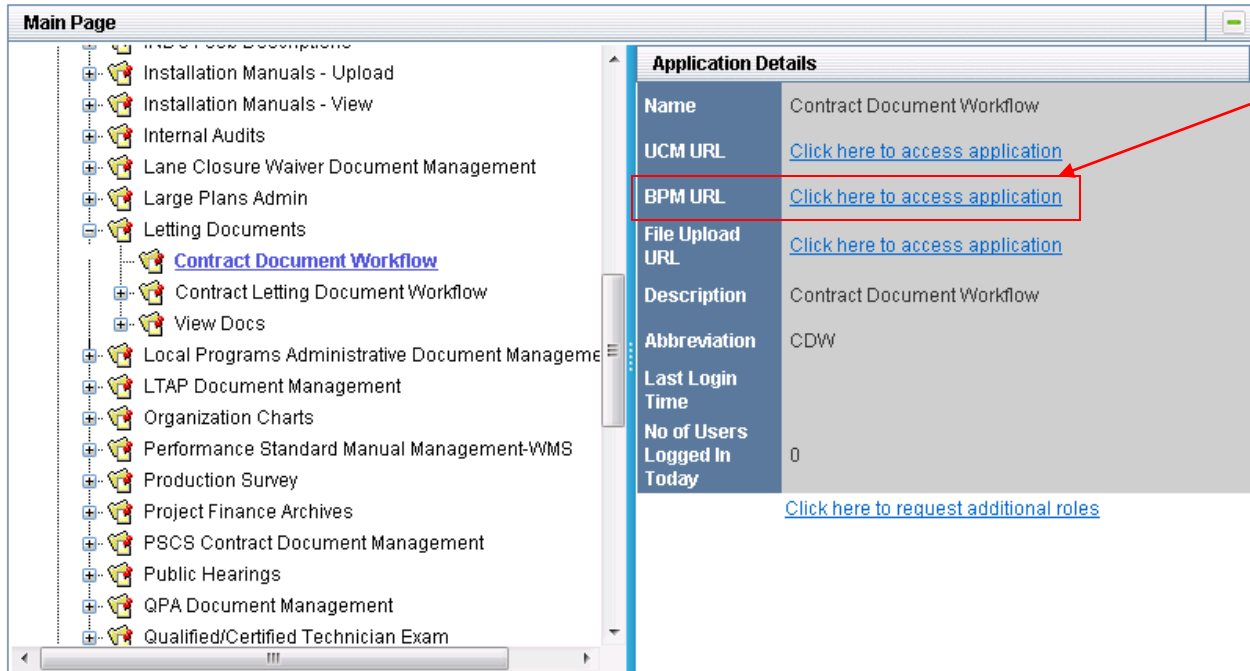 Main Page
Installation Manuals - Upload
Installation Manuals - View
Internal Audits
Lane Closure Waiver Document Management
Large Plans Admin
Letting Documents
Contract Document Workflow
Contract Letting Document Workflow
View Docs
Local Programs Administrative Document Manageme
LTAP Document Management
Organization Charts
Performance Standard Manual Management-WMS
Production Survey
Project Finance Archives
PSCS Contract Document Management
Public Hearings
QPA Document Management
Qualified/Certified Technician Exam
Application Details
Name Contract Document Workflow
UCM URL Click here to access application
BPM URL Click here to access application
File Upload
URL Click here to access application
Description Contract Document Workflow
Abbreviation CDW
Last Login
Time
No of Users
Logged In 0
Today
Click here to request additional roles